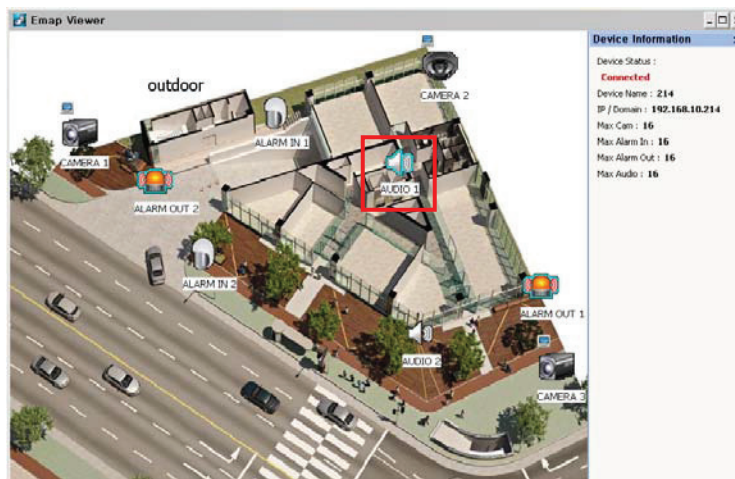 Emap Viewer
Device Information
Device Status :
Connected
Device Name : 214
IP / Domain : 192.168.10.214
Max Cam : 16
Max Alarm In : 16
Max Alarm Out : 16
Max Audio : 16
outdoor
CAMERA 2
ALARM IN 1
CAMERA 1
AUDIO 1
ALARM OUT 2
ALARM IN 2
ALARM OUT 1
AUDIO 2
CAMERA 3